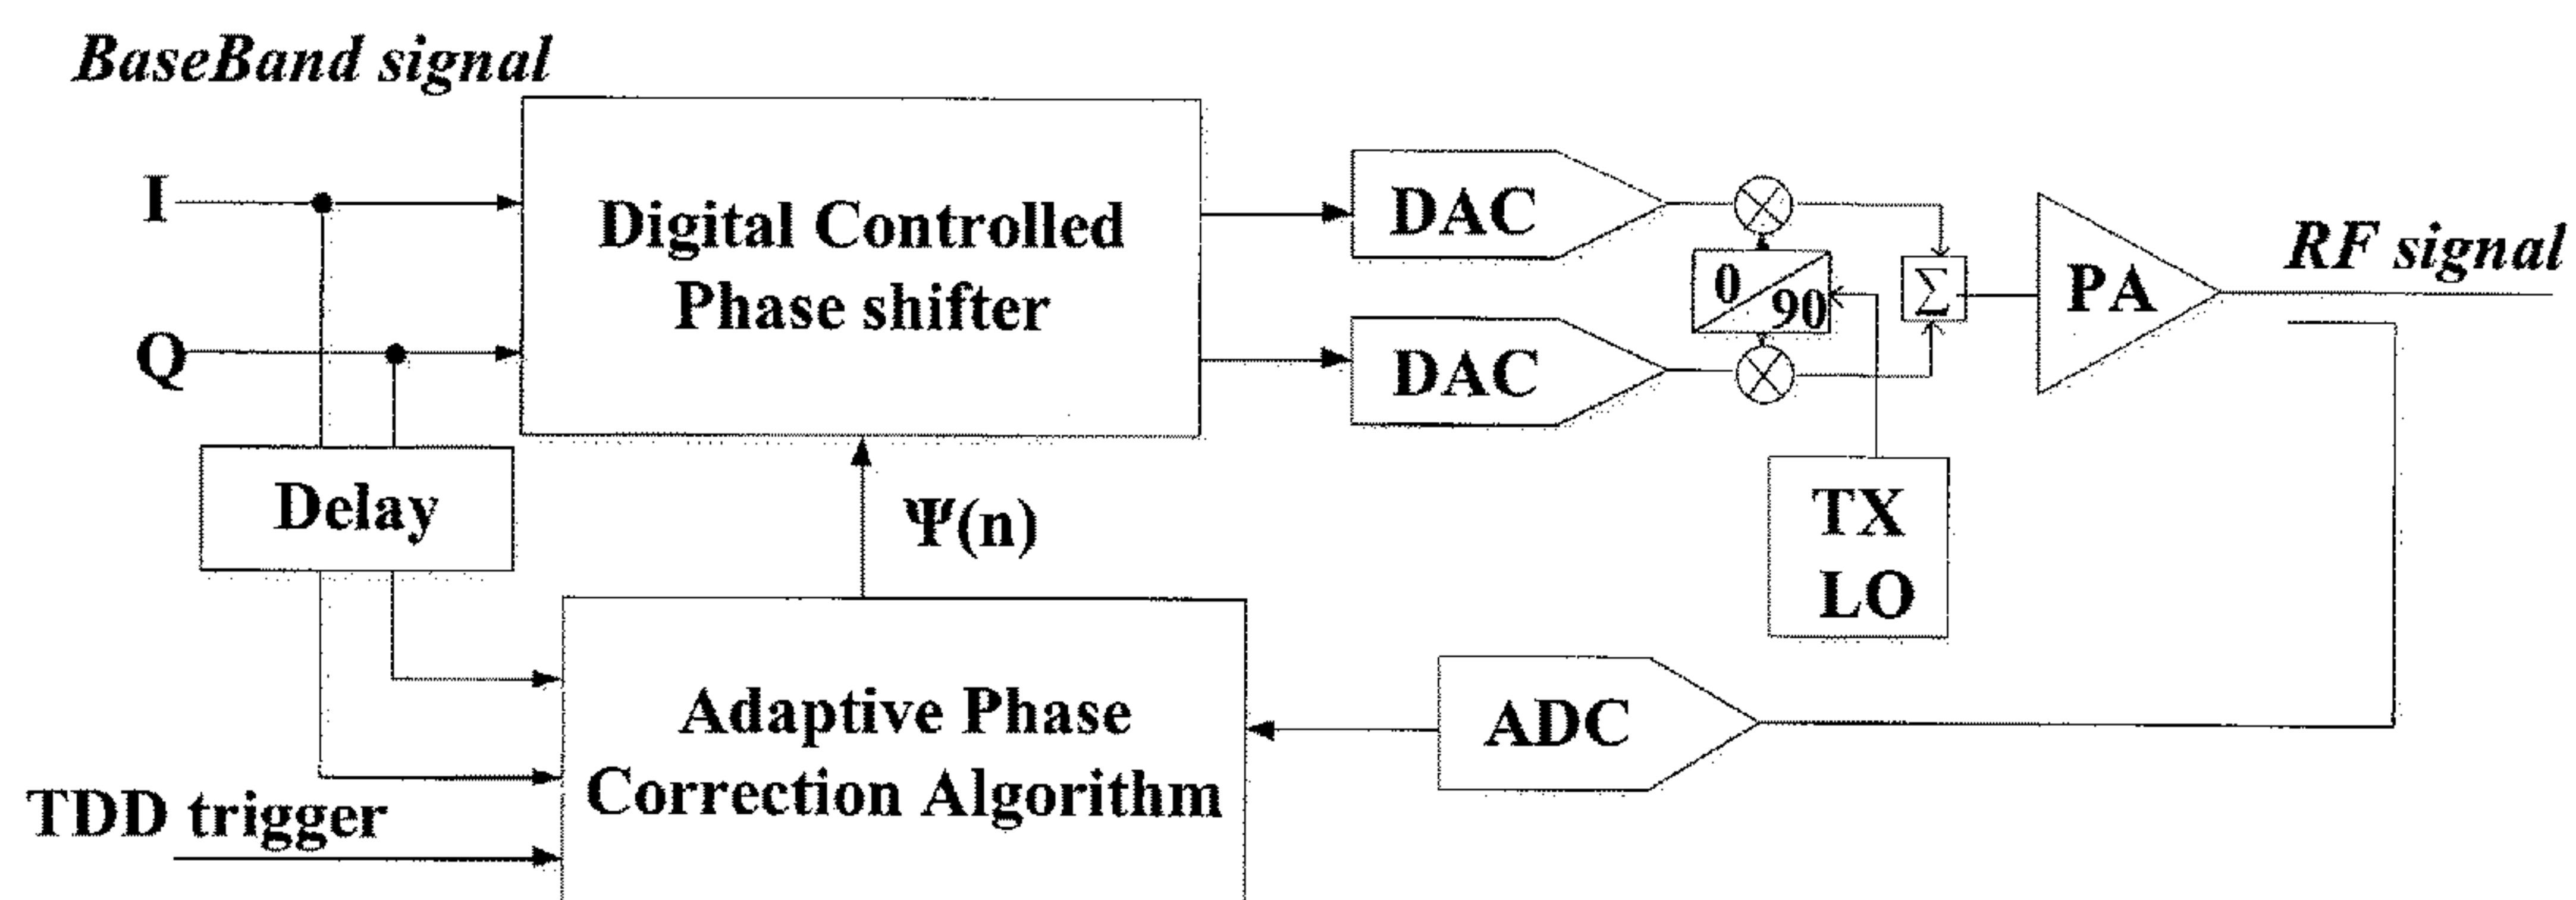 BaseBand signal
I
Q
Digital Controlled
Phase shifter
DAC
DAC
0
90
Σ
PA
RF signal
TX
LO
Delay
Ψ(n)
Adaptive Phase
Correction Algorithm
ADC
TDD trigger